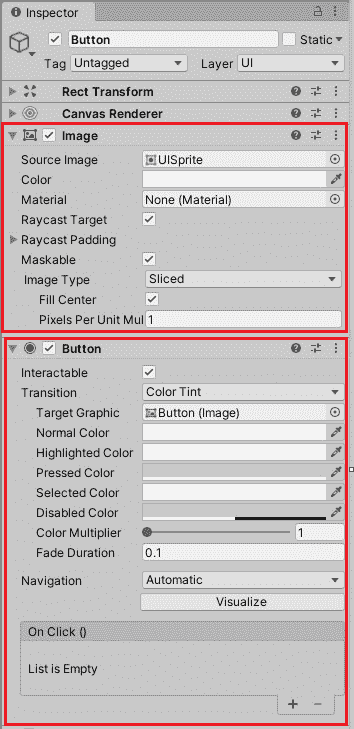 Inspector
Button Static
Tag Untagged Layer UI
Rect Transform
Canvas Renderer
Image
Source Image UISprite
Color
Material None (Material)
Raycast Target
Raycast Padding
Maskable
Image Type Sliced
Fill Center
Pixels Per Unit Mul 1
Button
Interactable
Transition Color Tint
Target Graphic Button (Image)
Normal Color
Highlighted Color
Pressed Color
Selected Color
Disabled Color
Color Multiplier 1
Fade Duration 0.1
Navigation Automatic
Visualize
On Click ()
List is Empty